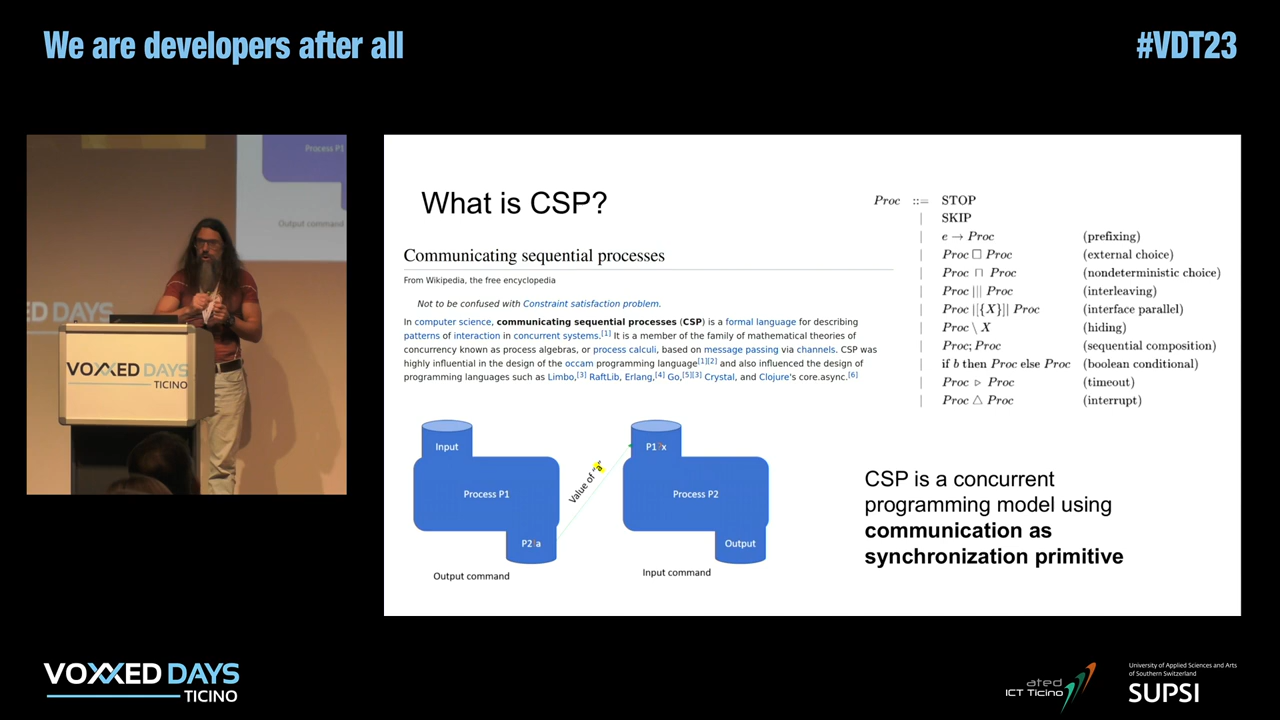 We are developers after all
#VDT23
Process P1
Output command
ED DAYS
VOXXED DAYS
TICINO
What is CSP?
Communicating sequential processes
From Wikipedia, the free encyclopedia
Not to be confused with Constraint satisfaction problem.
In computer science, communicating sequential processes (CSP) is a formal language for describing
patterns of interaction in concurrent systems.[1] It is a member of the family of mathematical theories of
concurrency known as process algebras, or process calculi, based on message passing via channels. CSP was
highly influential in the design of the occam programming language[1][2] and also influenced the design of
programming languages such as Limbo,[3] RaftLib, Erlang,[4] Go,[5][3] Crystal, and Clojure's core.async.[6]
Proc ::= STOP
| SKIP
| e → Proc (prefixing)
| Proc □ Proc (external choice)
| Proc ⊓ Proc (nondeterministic choice)
| Proc ||| Proc (interleaving)
| Proc |[{X}]| Proc (interface parallel)
| Proc \ X (hiding)
| Proc; Proc (sequential composition)
| if b then Proc else Proc (boolean conditional)
| Proc ▷ Proc (timeout)
| Proc △ Proc (interrupt)
Input
Process P1
P2!a
Output command
Value of "a"
P1?x
Process P2
Output
Input command
CSP is a concurrent
programming model using
communication as
synchronization primitive
VOXXED DAYS
TICINO
ated
ICT Ticino
University of Applied Sciences and Arts
of Southern Switzerland
SUPSI